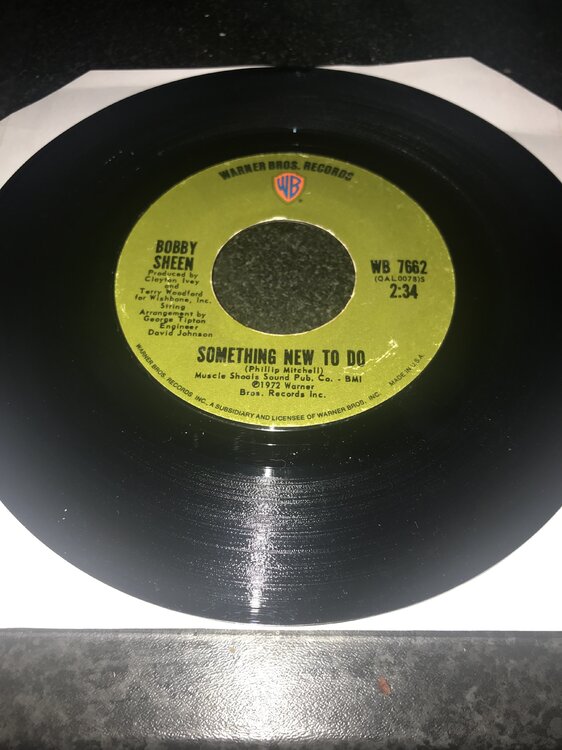 WARNER BROS. RECORDS
WB
®
BOBBY
SHEEN
Produced by
Clayton Ivey
and
Terry Woodford
for Wishbone, Inc.
String
Arrangement by
George Tipton
Engineer
David Johnson
WB 7662
(QAL0078)S
2:34
SOMETHING NEW TO DO
(Phillip Mitchell)
Muscle Shoals Sound Pub. Co. - BMI
Ⓟ1972 Warner
Bros. Records Inc.
WARNER BROS. RECORDS INC., A SUBSIDIARY AND LICENSEE OF WARNER BROS., INC. MADE IN U.S.A.